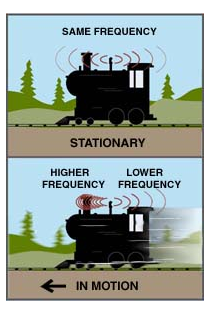 SAME FREQUENCY
STATIONARY
HIGHER LOWER
FREQUENCY FREQUENCY
IN MOTION